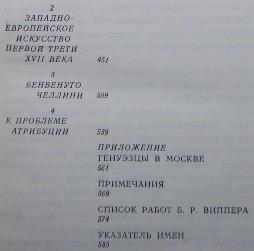 2
ЗАПАДНО-
ЕВРОПЕЙСКОЕ
ИСКУССТВО
ПЕРВОЙ ТРЕТИ
XVII ВЕКА 451
3
БЕНВЕНУТО
ЧЕЛЛИНИ 509
4
К ПРОБЛЕМЕ
АТРИБУЦИИ 539
ПРИЛОЖЕНИЕ
ГЕНУЭЗЦЫ В МОСКВЕ
561
ПРИМЕЧАНИЯ
569
СПИСОК РАБОТ Б. Р. ВИППЕРА
574
УКАЗАТЕЛЬ ИМЕН
585